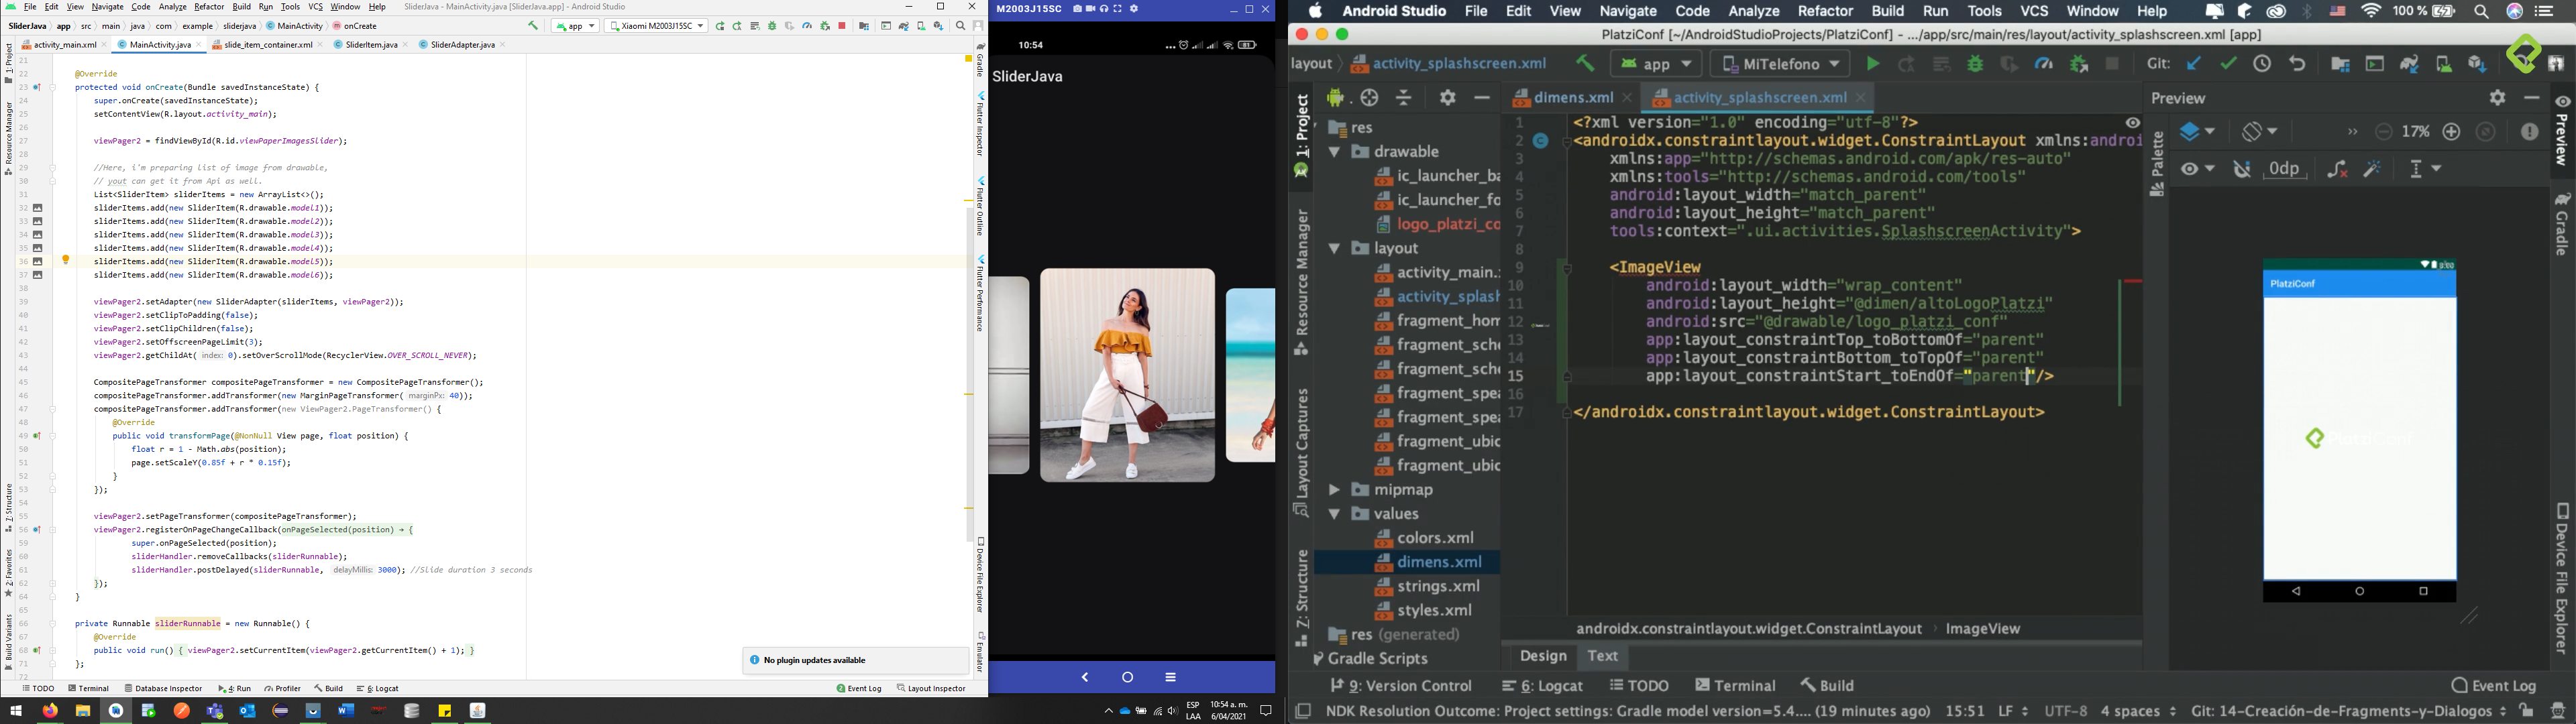 File Edit View Navigate Code Analyze Refactor Build Run Tools VCS Window Help SliderJava - MainActivity.java [SliderJava.app] - Android Studio
SliderJava app src main java com example sliderjava MainActivity onCreate
app Xiaomi M2003J15SC
activity_main.xml MainActivity.java slide_item_container.xml SliderItem.java SliderAdapter.java
21
22 @Override
23 protected void onCreate(Bundle savedInstanceState) {
24 super.onCreate(savedInstanceState);
25 setContentView(R.layout.activity_main);
26
27 viewPager2 = findViewById(R.id.viewPaperImagesSlider);
28
29 //Here, i'm preparing list of image from drawable,
30 // yout can get it from Api as well.
31 List<SliderItem> sliderItems = new ArrayList<>();
32 sliderItems.add(new SliderItem(R.drawable.model1));
33 sliderItems.add(new SliderItem(R.drawable.model2));
34 sliderItems.add(new SliderItem(R.drawable.model3));
35 sliderItems.add(new SliderItem(R.drawable.model4));
36 sliderItems.add(new SliderItem(R.drawable.model5));
37 sliderItems.add(new SliderItem(R.drawable.model6));
38
39 viewPager2.setAdapter(new SliderAdapter(sliderItems, viewPager2));
40 viewPager2.setClipToPadding(false);
41 viewPager2.setClipChildren(false);
42 viewPager2.setOffscreenPageLimit(3);
43 viewPager2.getChildAt( index: 0).setOverScrollMode(RecyclerView.OVER_SCROLL_NEVER);
44
45 CompositePageTransformer compositePageTransformer = new CompositePageTransformer();
46 compositePageTransformer.addTransformer(new MarginPageTransformer( marginPx: 40));
47 compositePageTransformer.addTransformer(new ViewPager2.PageTransformer() {
48 @Override
49 public void transformPage(@NonNull View page, float position) {
50 float r = 1 - Math.abs(position);
51 page.setScaleY(0.85f + r * 0.15f);
52 }
53 });
54
55 viewPager2.setPageTransformer(compositePageTransformer);
56 viewPager2.registerOnPageChangeCallback(onPageSelected(position) → {
59 super.onPageSelected(position);
60 sliderHandler.removeCallbacks(sliderRunnable);
61 sliderHandler.postDelayed(sliderRunnable, delayMillis: 3000); //Slide duration 3 seconds
62 });
64 }
65
66 private Runnable sliderRunnable = new Runnable() {
67 @Override
68 public void run() { viewPager2.setCurrentItem(viewPager2.getCurrentItem() + 1); }
71 };
72
1: Project
Resource Manager
7: Structure
2: Favorites
Build Variants
Gradle
Flutter Inspector
Flutter Outline
Flutter Performance
Device File Explorer
Emulator
No plugin updates available
TODO Terminal Database Inspector 4: Run Profiler Build 6: Logcat Event Log Layout Inspector
ESP
LAA
10:54 a. m.
6/04/2021
M2003J15SC
10:54
SliderJava
Android Studio File Edit View Navigate Code Analyze Refactor Build Run Tools VCS Window Help 100 %
PlatziConf [~/AndroidStudioProjects/PlatziConf] - .../app/src/main/res/layout/activity_splashscreen.xml [app]
layout activity_splashscreen.xml app MiTelefono Git:
dimens.xml activity_splashscreen.xml
1: Project
Resource Manager
Layout Captures
7: Structure
res
drawable
ic_launcher_ba
ic_launcher_fo
logo_platzi_co
layout
activity_main.
activity_splash
fragment_hom
fragment_sche
fragment_sche
fragment_spea
fragment_spea
fragment_ubic
fragment_ubic
mipmap
values
colors.xml
dimens.xml
strings.xml
styles.xml
res (generated)
Gradle Scripts
1 <?xml version="1.0" encoding="utf-8"?>
2 <androidx.constraintlayout.widget.ConstraintLayout xmlns:androi
3 xmlns:app="http://schemas.android.com/apk/res-auto"
4 xmlns:tools="http://schemas.android.com/tools"
5 android:layout_width="match_parent"
6 android:layout_height="match_parent"
7 tools:context=".ui.activities.SplashscreenActivity">
8
9 <ImageView
10 android:layout_width="wrap_content"
11 android:layout_height="@dimen/altoLogoPlatzi"
12 android:src="@drawable/logo_platzi_conf"
13 app:layout_constraintTop_toBottomOf="parent"
14 app:layout_constraintBottom_toTopOf="parent"
15 app:layout_constraintStart_toEndOf="parent"/>
16
17 </androidx.constraintlayout.widget.ConstraintLayout>
androidx.constraintlayout.widget.ConstraintLayout › ImageView
Design Text
Preview
17%
0dp
Palette
PlatziConf
Preview
Gradle
Device File Explorer
9: Version Control 6: Logcat TODO Terminal Build Event Log
NDK Resolution Outcome: Project settings: Gradle model version=5.4.... (19 minutes ago) 15:51 LF UTF-8 4 spaces Git: 14-Creación-de-Fragments-y-Dialogos